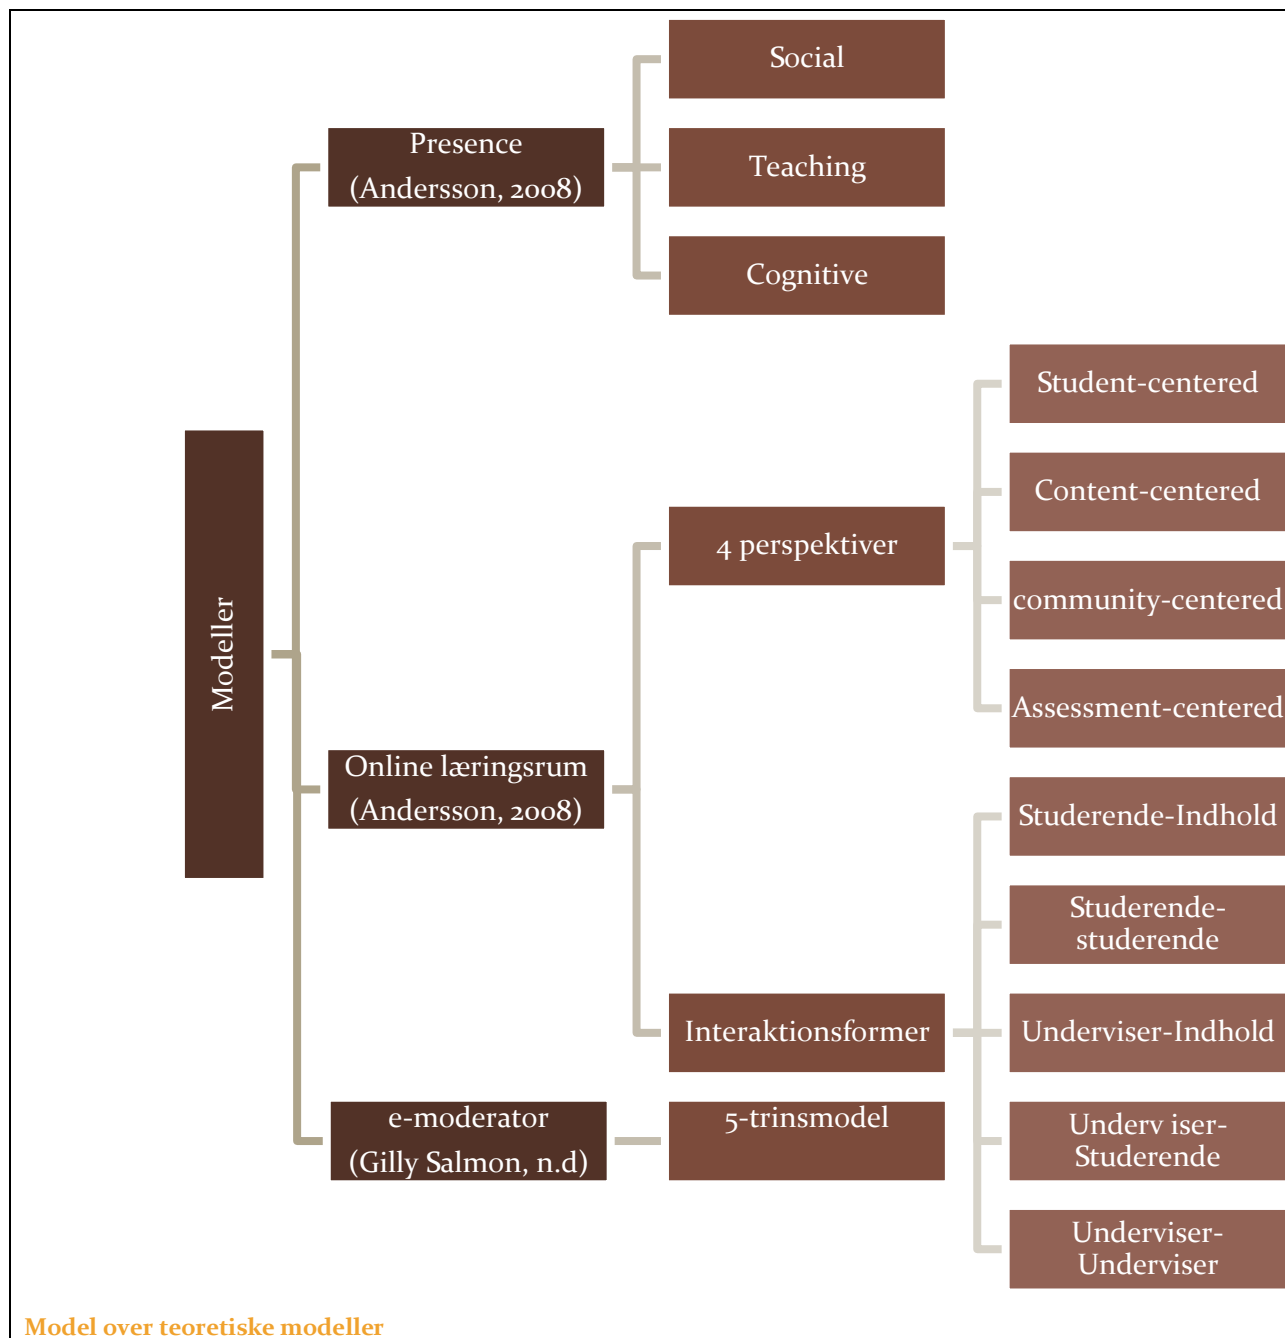 Modeller
Presence
(Andersson, 2008)
Social
Teaching
Cognitive
Online læringsrum
(Andersson, 2008)
4 perspektiver
Student-centered
Content-centered
community-centered
Assessment-centered
Interaktionsformer
Studerende-Indhold
Studerende-
studerende
Underviser-Indhold
Underv iser-
Studerende
Underviser-
Underviser
e-moderator
(Gilly Salmon, n.d)
5-trinsmodel
Model over teoretiske modeller